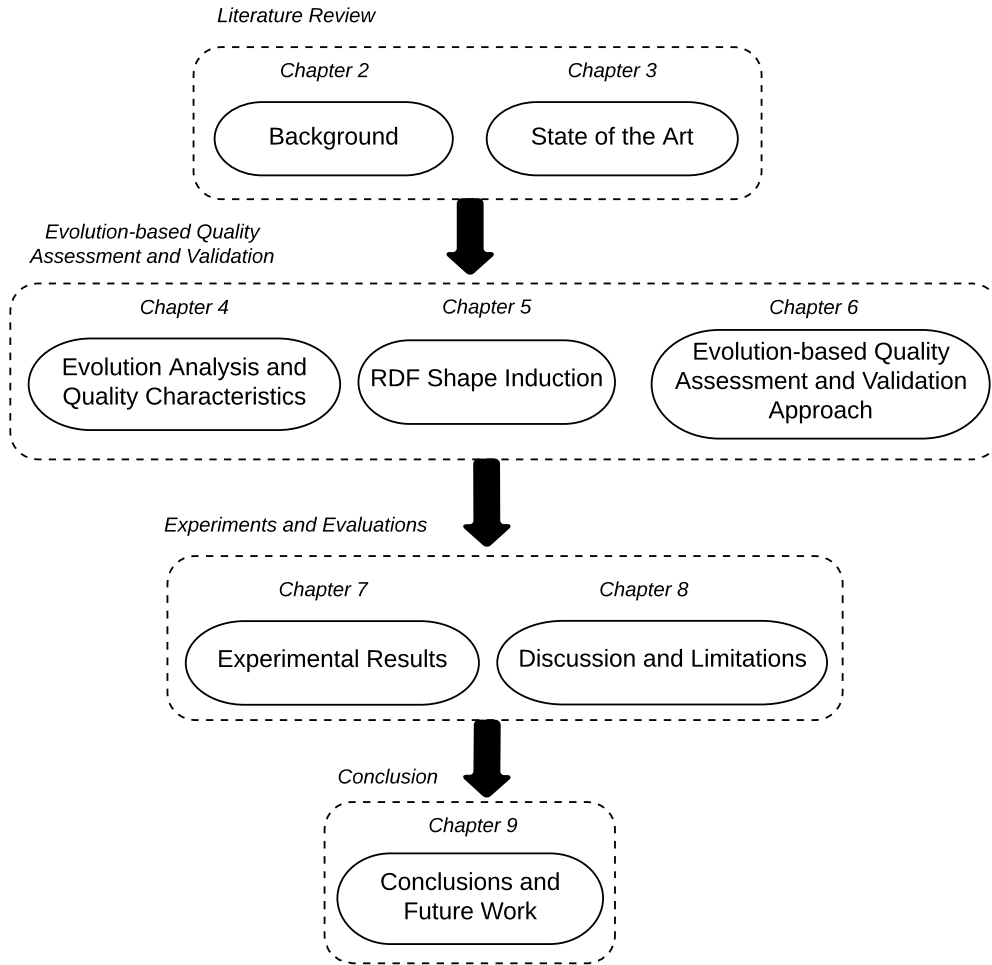 Literature Review
Chapter 2
Chapter 3
Background
State of the Art
Evolution-based Quality
Assessment and Validation
Chapter 4
Chapter 5
Chapter 6
Evolution Analysis and
Quality Characteristics
RDF Shape Induction
Evolution-based Quality
Assessment and Validation
Approach
Experiments and Evaluations
Chapter 7
Chapter 8
Experimental Results
Discussion and Limitations
Conclusion
Chapter 9
Conclusions and
Future Work